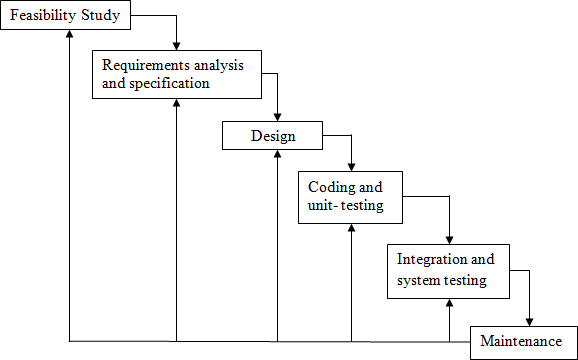 Feasibility Study
Requirements analysis
and specification
Design
Coding and
unit- testing
Integration and
system testing
Maintenance